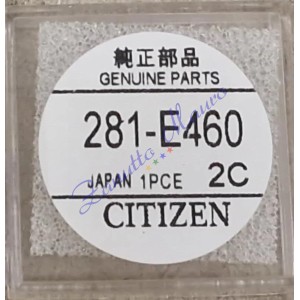 純正部品
GENUINE PARTS
281-E460
JAPAN 1PCE 2C
CITIZEN